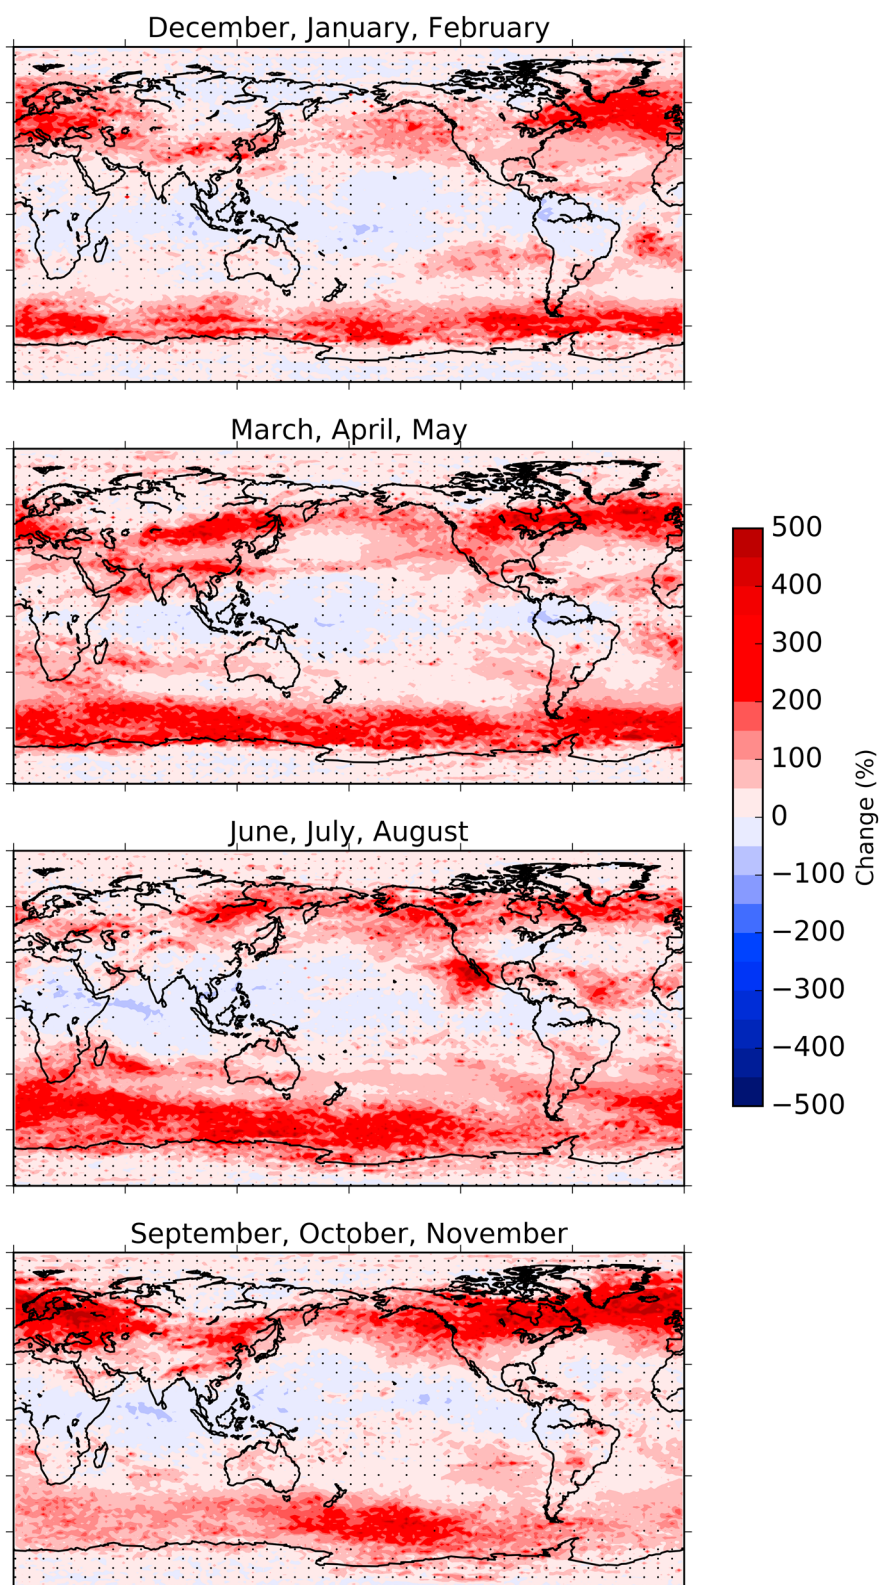 December, January, February
March, April, May
500
400
300
200
100
0
−100
−200
−300
−400
−500
Change (%)
June, July, August
September, October, November